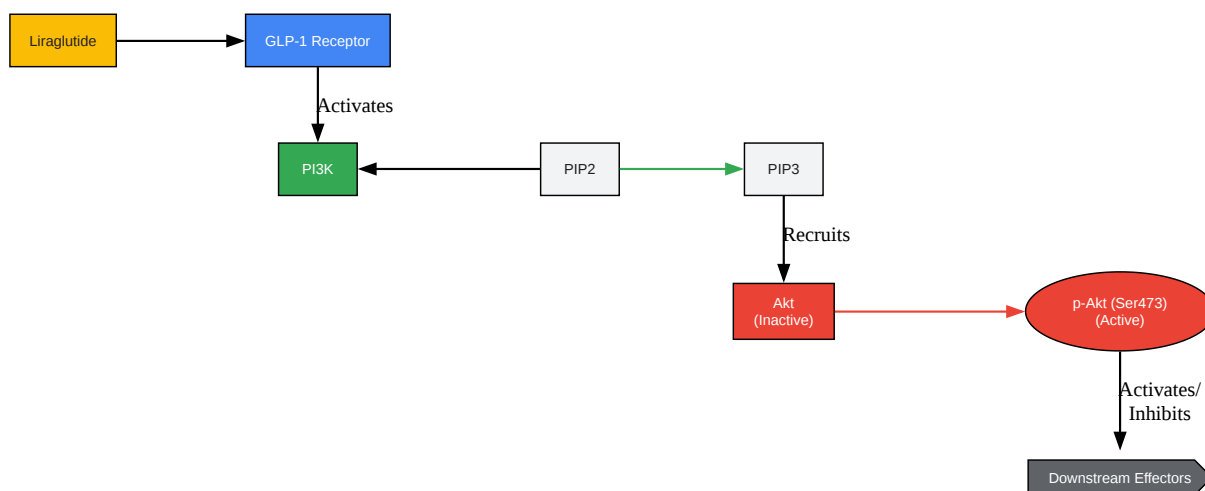 Liraglutide
GLP-1 Receptor
Activates
PI3K
PIP2
PIP3
Recruits
Akt
(Inactive)
p-Akt (Ser473)
(Active)
Activates/
Inhibits
Downstream Effectors